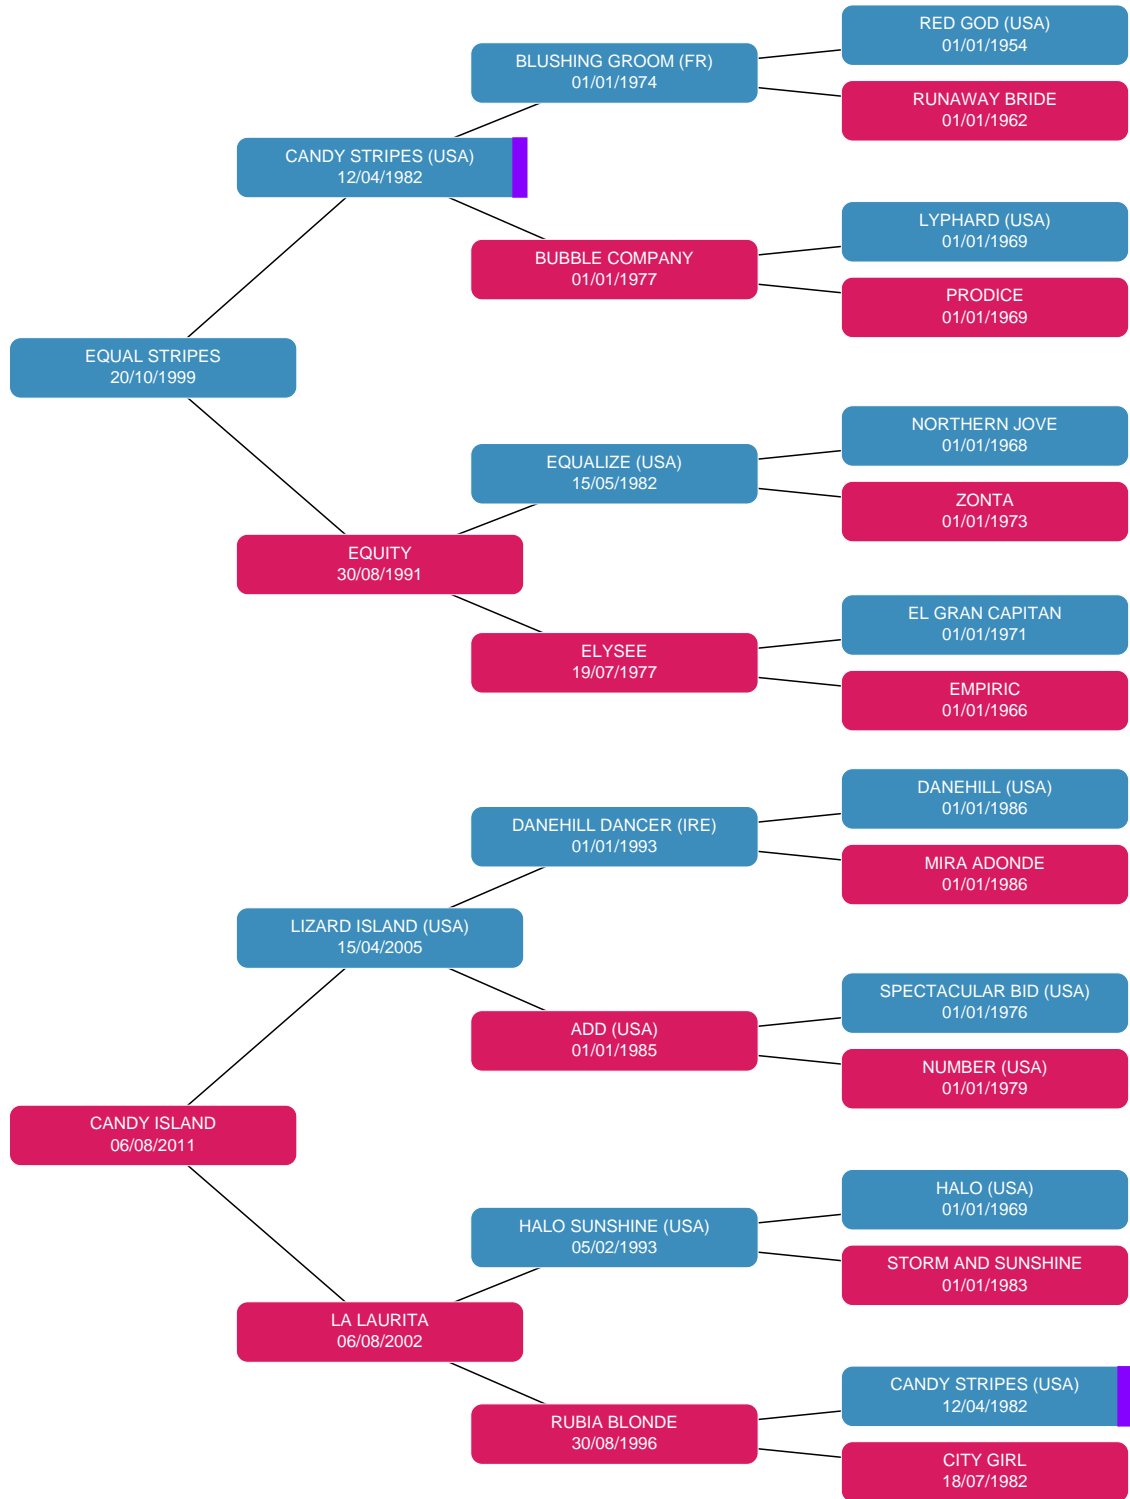 RED GOD (USA)
01/01/1954
BLUSHING GROOM (FR)
01/01/1974
RUNAWAY BRIDE
01/01/1962
CANDY STRIPES (USA)
12/04/1982
LYPHARD (USA)
01/01/1969
BUBBLE COMPANY
01/01/1977
PRODICE
01/01/1969
EQUAL STRIPES
20/10/1999
NORTHERN JOVE
01/01/1968
EQUALIZE (USA)
15/05/1982
ZONTA
01/01/1973
EQUITY
30/08/1991
EL GRAN CAPITAN
01/01/1971
ELYSEE
19/07/1977
EMPIRIC
01/01/1966
DANEHILL (USA)
01/01/1986
DANEHILL DANCER (IRE)
01/01/1993
MIRA ADONDE
01/01/1986
LIZARD ISLAND (USA)
15/04/2005
SPECTACULAR BID (USA)
01/01/1976
ADD (USA)
01/01/1985
NUMBER (USA)
01/01/1979
CANDY ISLAND
06/08/2011
HALO (USA)
01/01/1969
HALO SUNSHINE (USA)
05/02/1993
STORM AND SUNSHINE
01/01/1983
LA LAURITA
06/08/2002
CANDY STRIPES (USA)
12/04/1982
RUBIA BLONDE
30/08/1996
CITY GIRL
18/07/1982